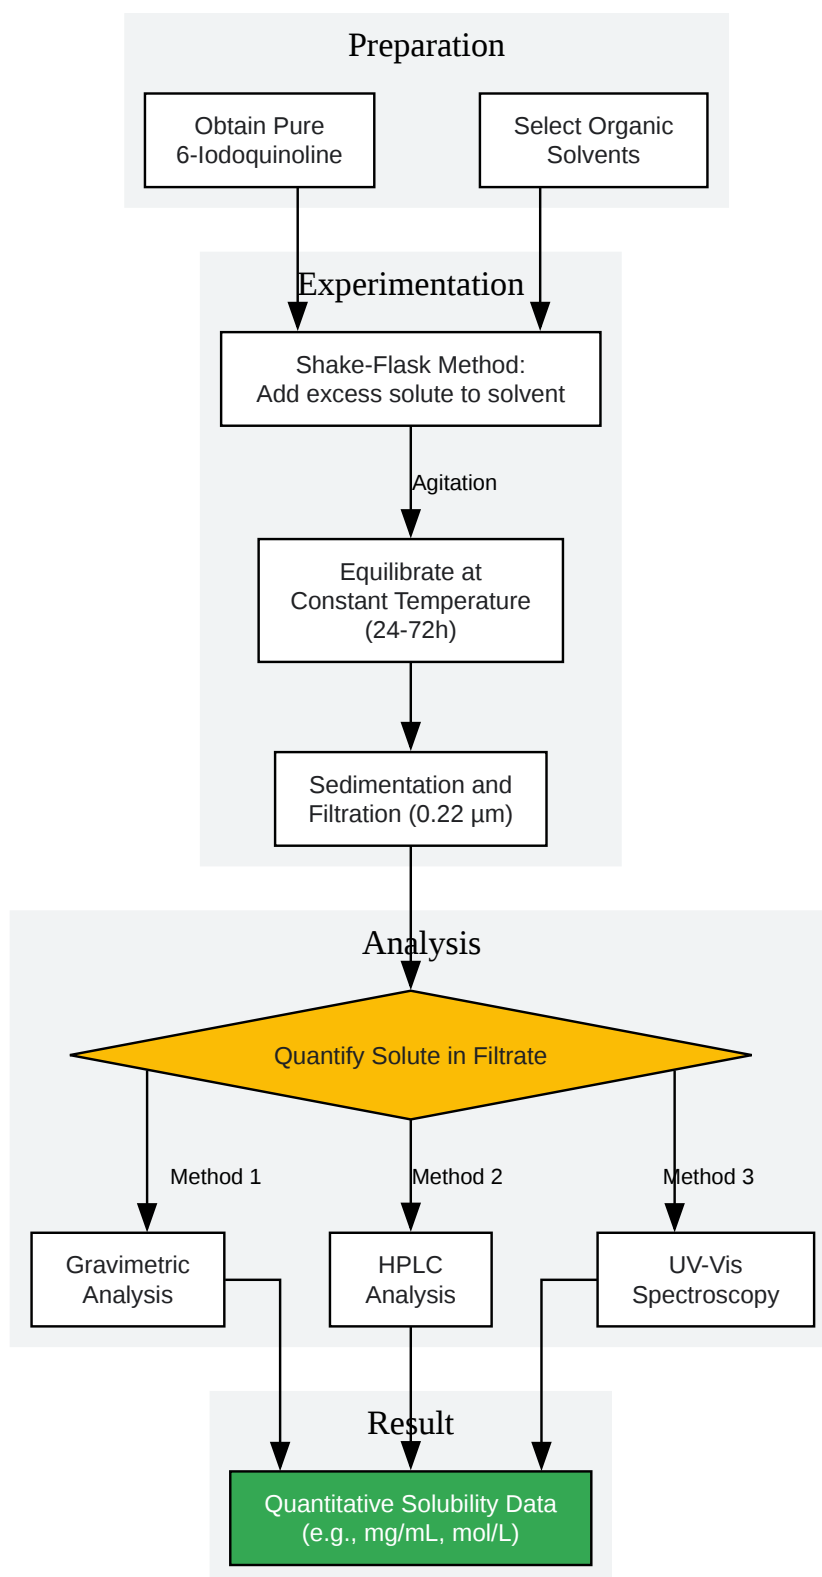 Preparation
Obtain Pure
6-Iodoquinoline
Select Organic
Solvents
Experimentation
Shake-Flask Method:
Add excess solute to solvent
Agitation
Equilibrate at
Constant Temperature
(24-72h)
Sedimentation and
Filtration (0.22 µm)
Analysis
Quantify Solute in Filtrate
Method 1
Method 2
Method 3
Gravimetric
Analysis
HPLC
Analysis
UV-Vis
Spectroscopy
Result
Quantitative Solubility Data
(e.g., mg/mL, mol/L)